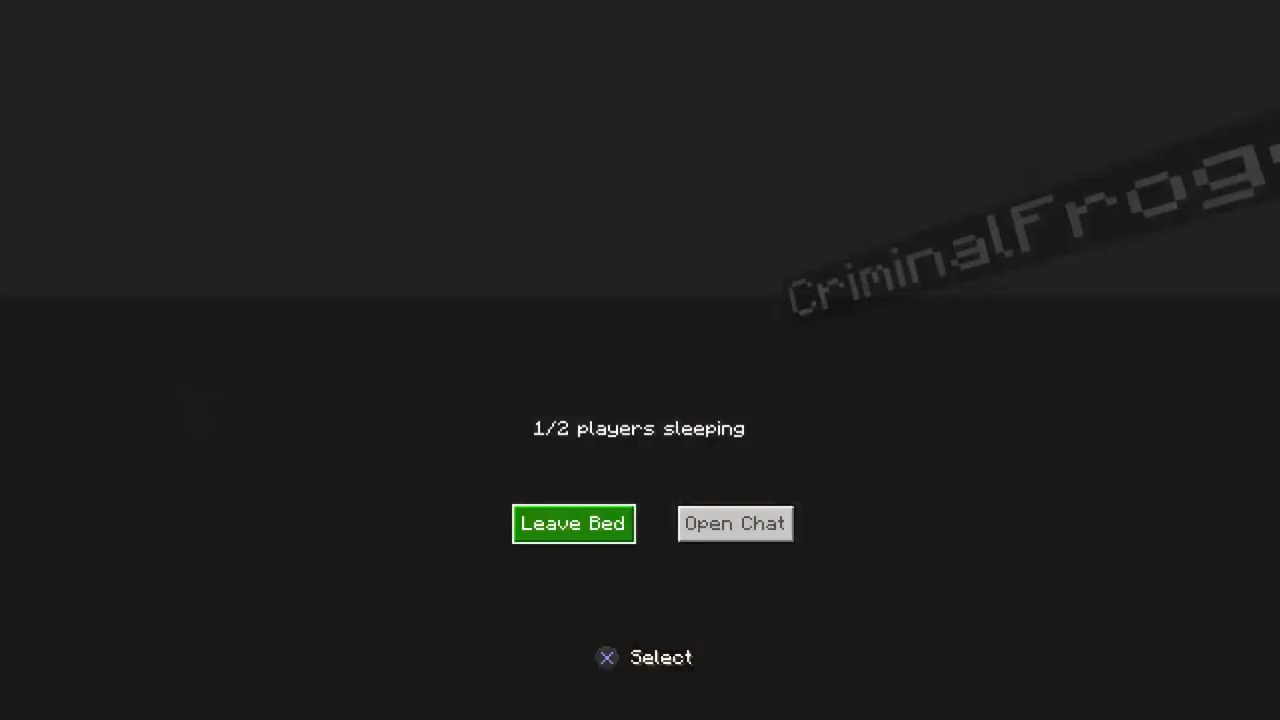 CriminalFrog
1/2 players sleeping
Leave Bed
Open Chat
Select